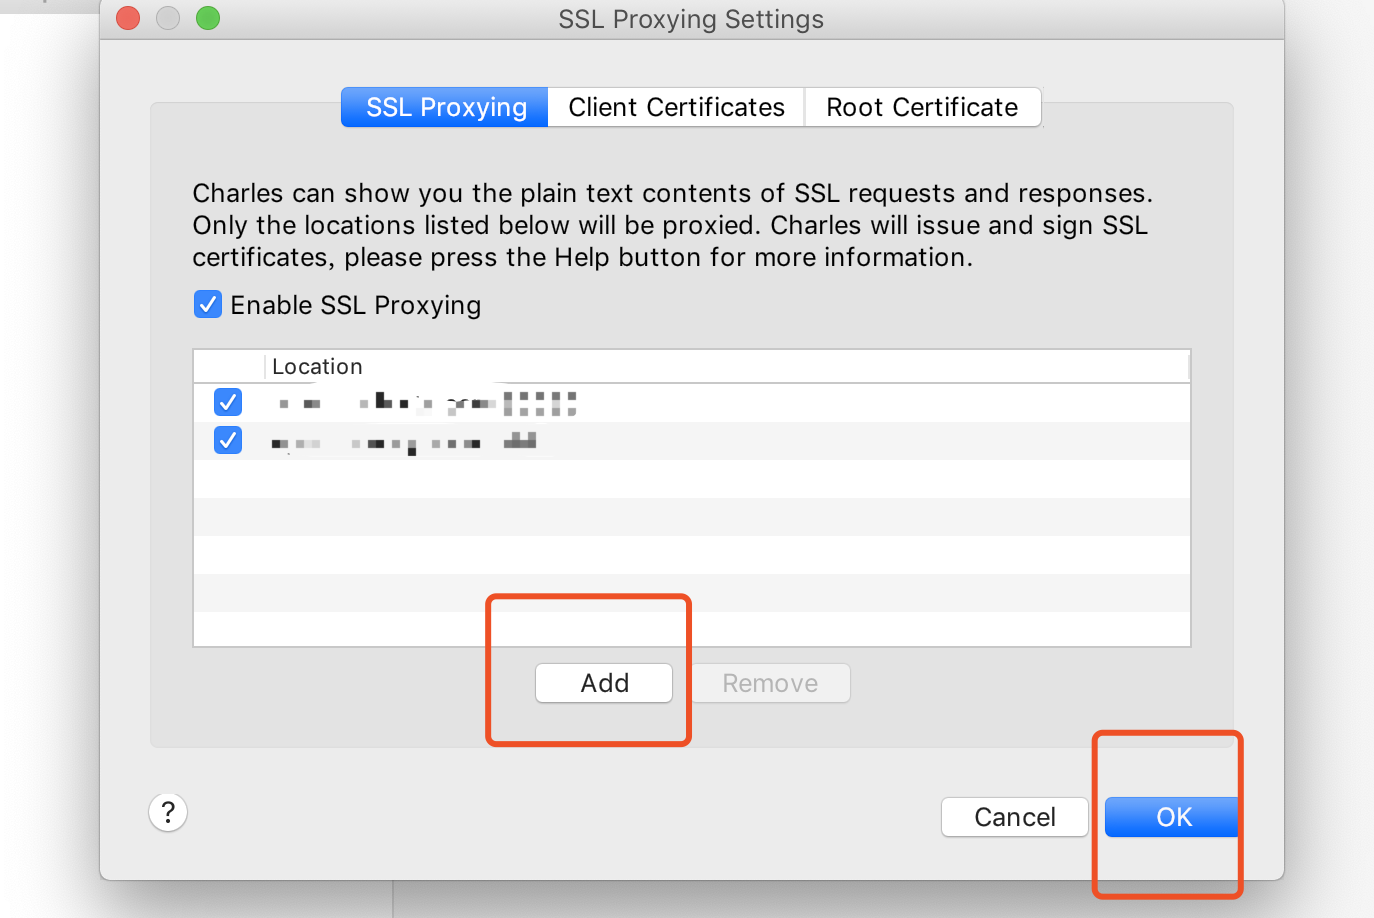 SSL Proxying Settings
SSL Proxying Client Certificates Root Certificate
Charles can show you the plain text contents of SSL requests and responses.
Only the locations listed below will be proxied. Charles will issue and sign SSL
certificates, please press the Help button for more information.
Enable SSL Proxying
Location
Add Remove
? Cancel OK